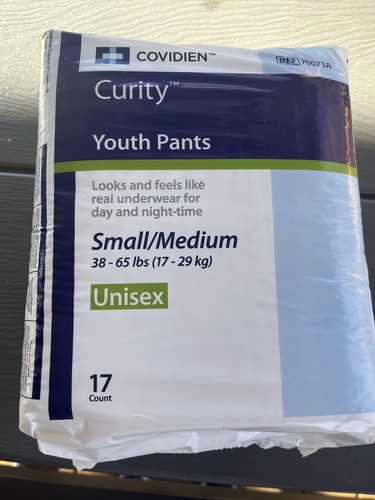 COVIDIEN™
REF 70073A
Curity™
Youth Pants
Looks and feels like
real underwear for
day and night-time
Small/Medium
38 - 65 lbs (17 - 29 kg)
Unisex
17
Count